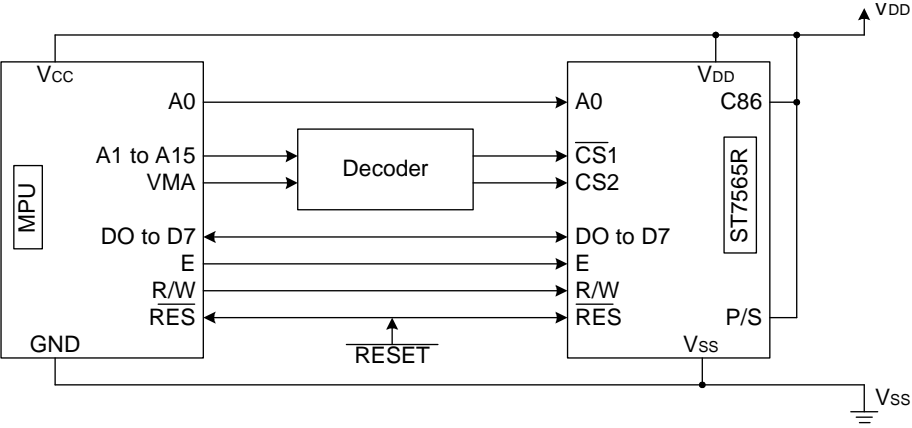 VDD
VCC
VDD
A0
A0
C86
A1 to A15
Decoder
CS1
VMA
CS2
MPU
ST7565R
DO to D7
DO to D7
E
E
R/W
R/W
RES
RES
P/S
RESET
GND
VSS
VSS